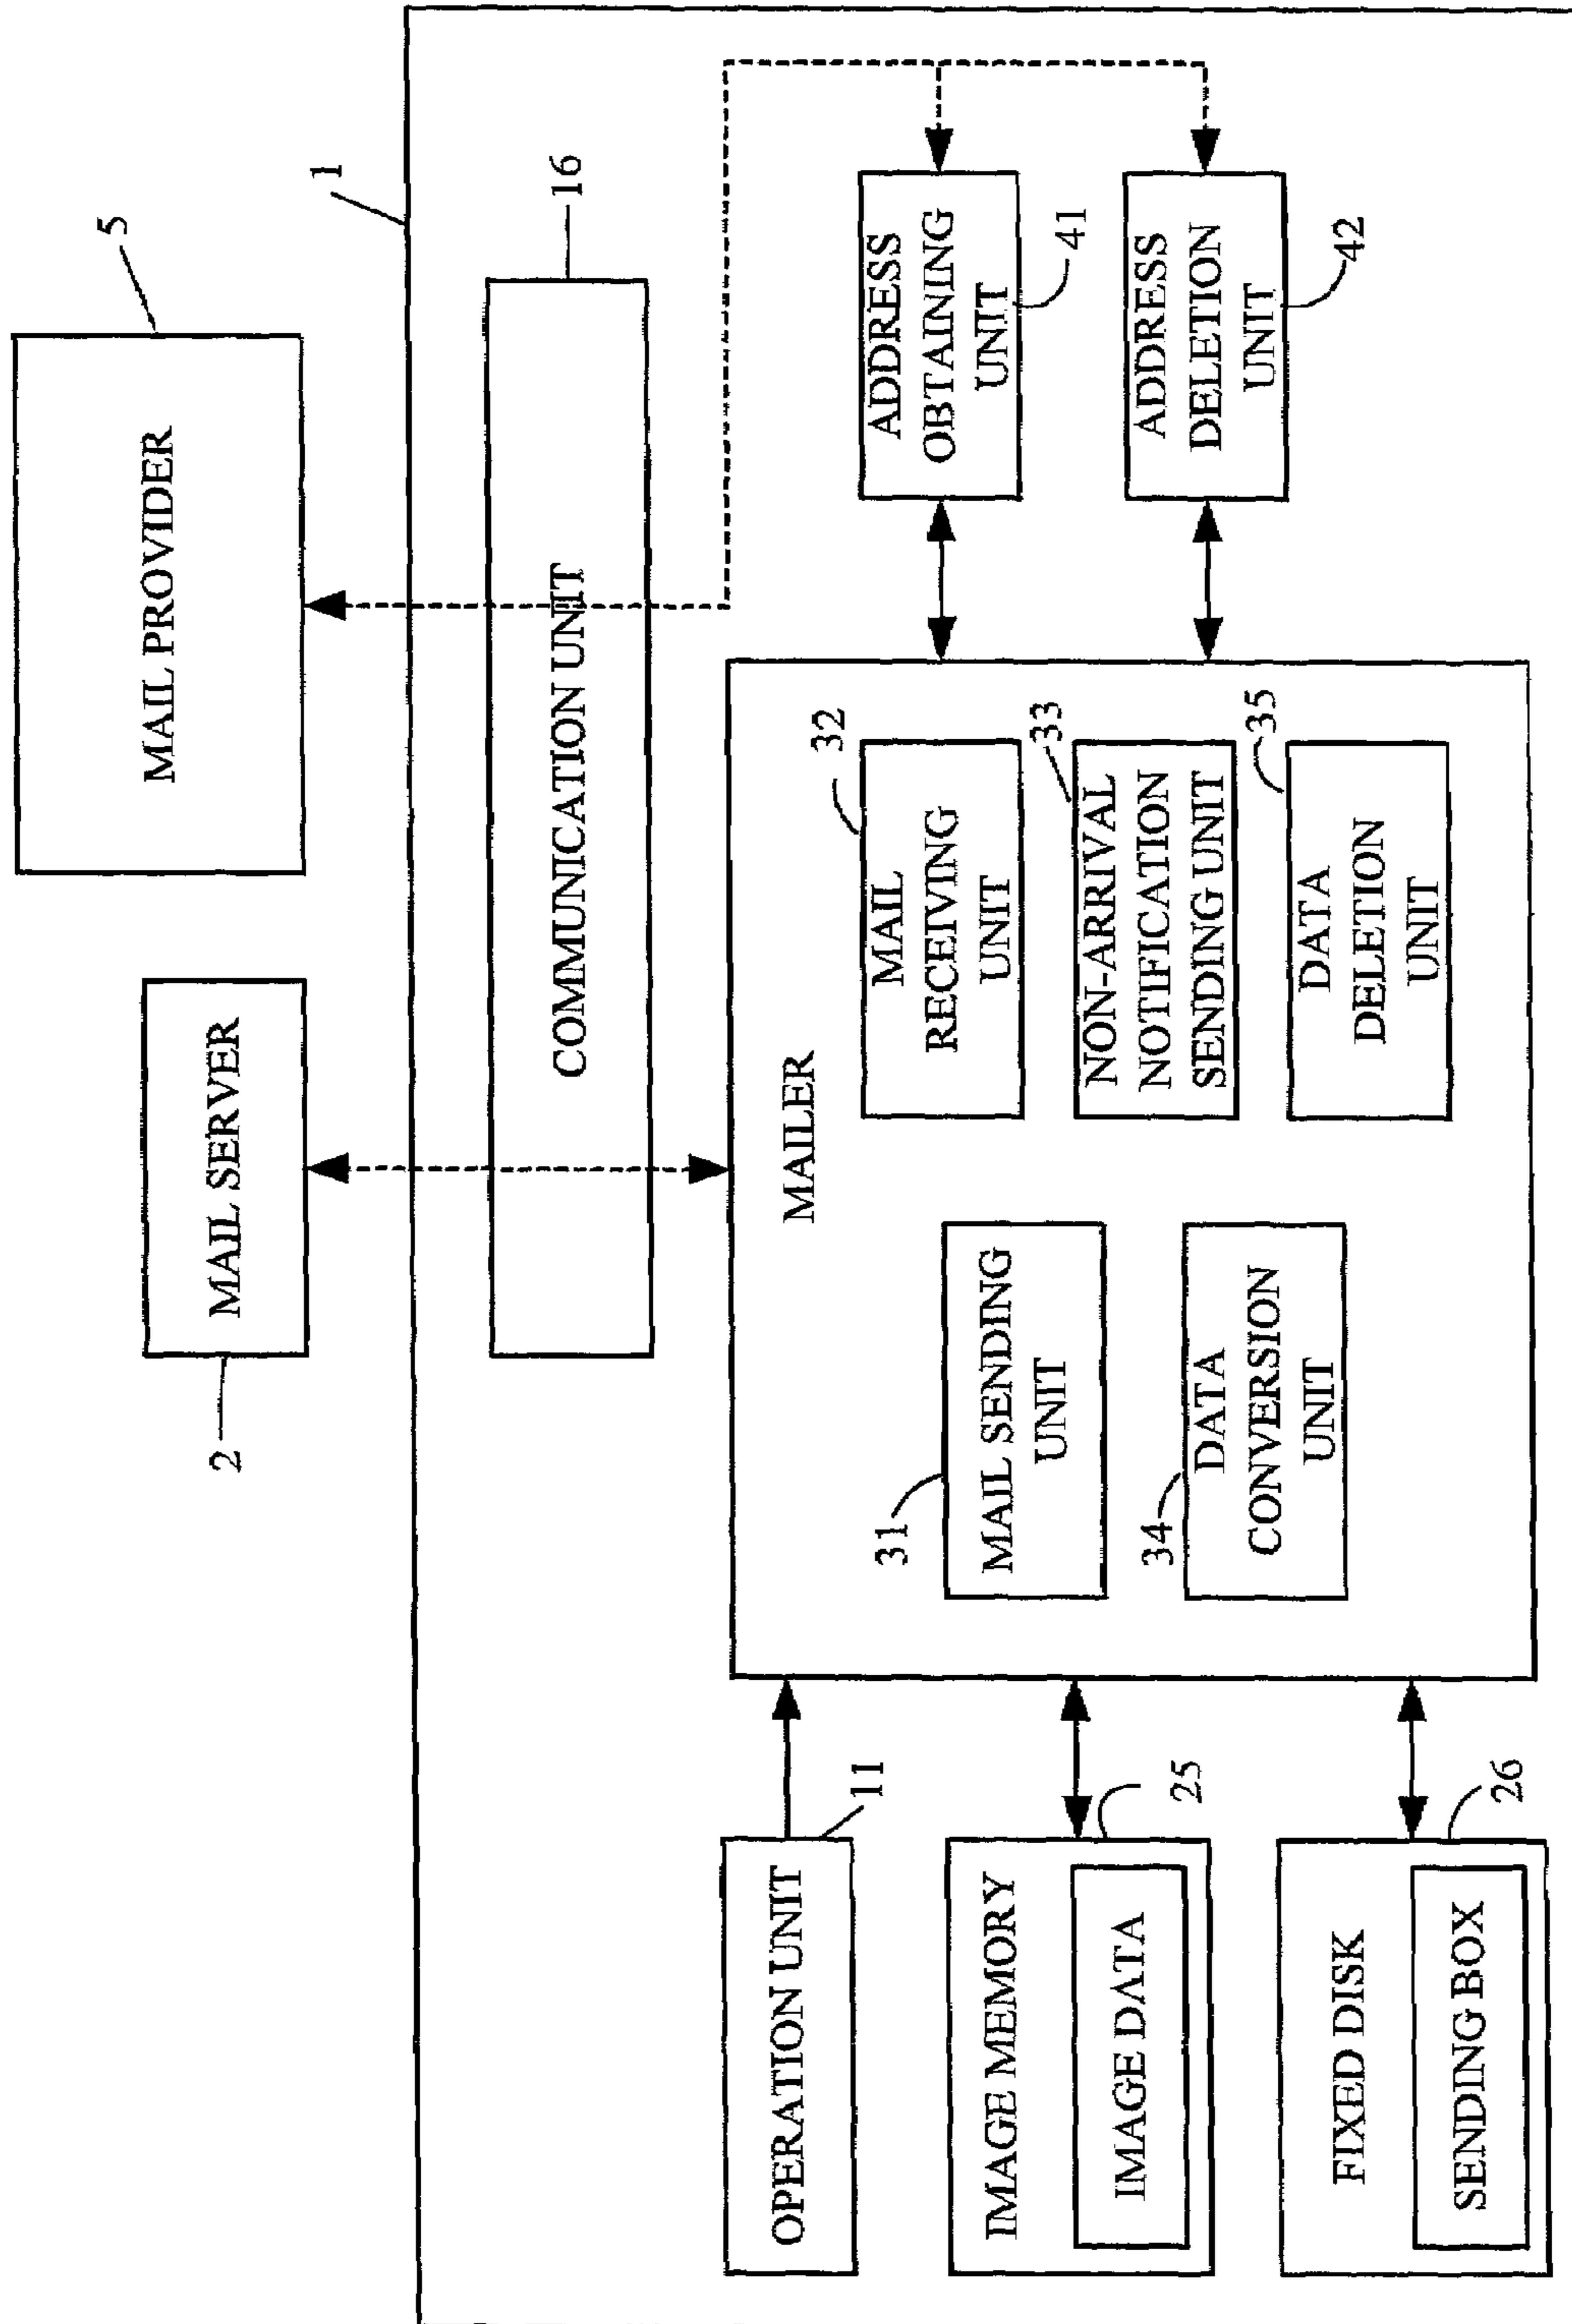 MAIL SERVER
2
MAIL PROVIDER
5
1
COMMUNICATION UNIT
16
OPERATION UNIT
11
IMAGE MEMORY
IMAGE DATA
25
FIXED DISK
SENDING BOX
26
MAILER
31
MAIL SENDING
UNIT
34
DATA
CONVERSION
UNIT
32
MAIL
RECEIVING
UNIT
33
NON-ARRIVAL
NOTIFICATION
SENDING UNIT
35
DATA
DELETION
UNIT
ADDRESS
OBTAINING
UNIT
41
ADDRESS
DELETION
UNIT
42